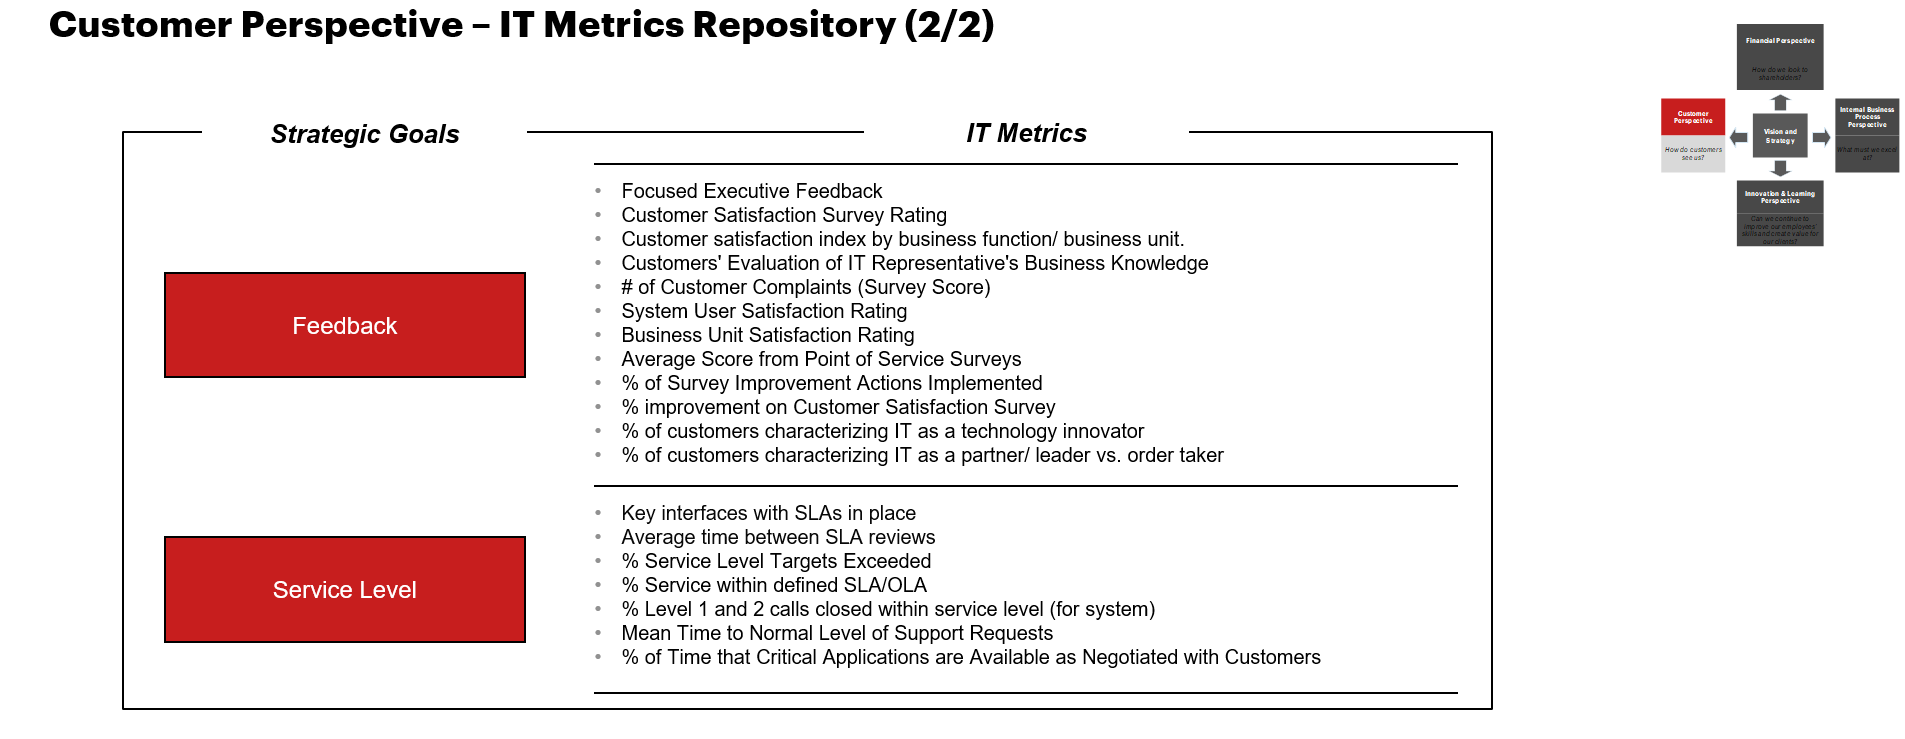 Customer Perspective – IT Metrics Repository (2/2)
Strategic Goals
IT Metrics
Feedback
• Focused Executive Feedback
• Customer Satisfaction Survey Rating
• Customer satisfaction index by business function/ business unit.
• Customers' Evaluation of IT Representative's Business Knowledge
• # of Customer Complaints (Survey Score)
• System User Satisfaction Rating
• Business Unit Satisfaction Rating
• Average Score from Point of Service Surveys
• % of Survey Improvement Actions Implemented
• % improvement on Customer Satisfaction Survey
• % of customers characterizing IT as a technology innovator
• % of customers characterizing IT as a partner/ leader vs. order taker
Service Level
• Key interfaces with SLAs in place
• Average time between SLA reviews
• % Service Level Targets Exceeded
• % Service within defined SLA/OLA
• % Level 1 and 2 calls closed within service level (for system)
• Mean Time to Normal Level of Support Requests
• % of Time that Critical Applications are Available as Negotiated with Customers
Financial Perspective
How do we look to
shareholders?
Customer
Perspective
How do customers
see us?
Vision and
Strategy
Internal Business
Process
Perspective
What must we excel
at?
Innovation & Learning
Perspective
Can we continue to
improve our employees'
skills and create value for
our clients?